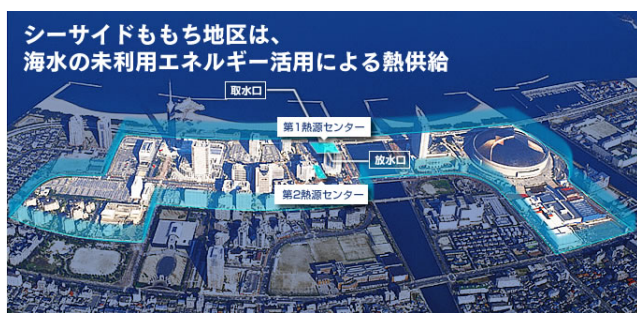 シーサイドももち地区は、
海水の未利用エネルギー活用による熱供給
取水口
第1熱源センター
放水口
第2熱源センター